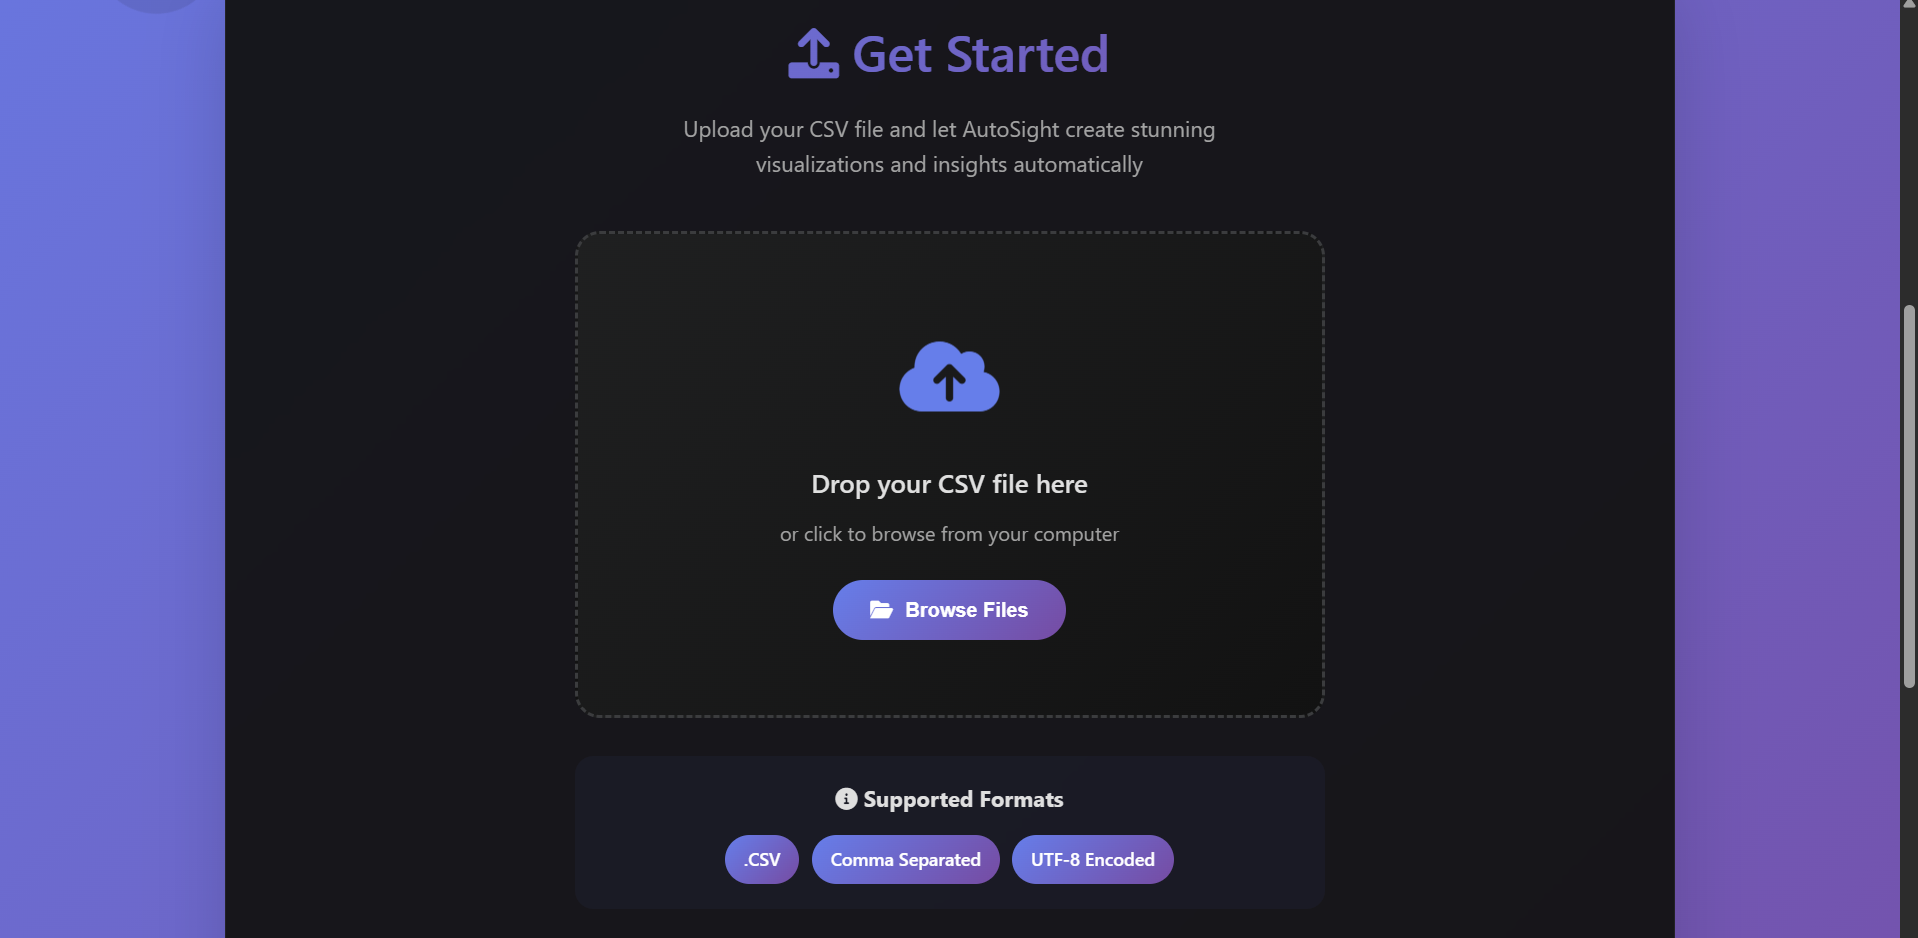 Get Started
Upload your CSV file and let AutoSight create stunning
visualizations and insights automatically
Drop your CSV file here
or click to browse from your computer
Browse Files
Supported Formats
.CSV
Comma Separated
UTF-8 Encoded